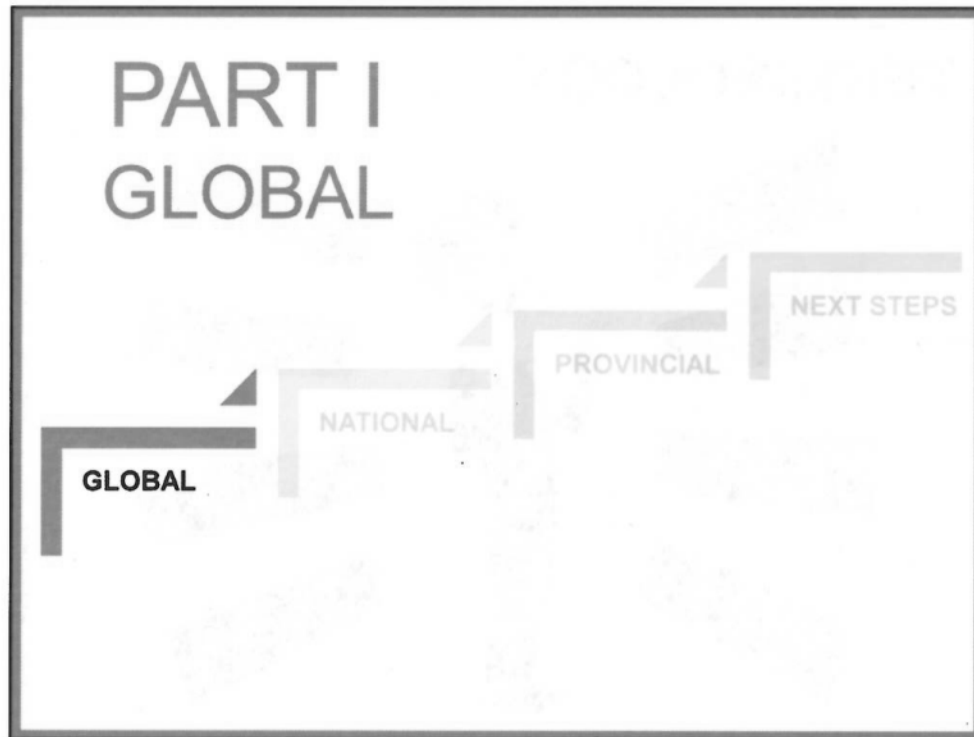 PART I
GLOBAL
GLOBAL
NATIONAL
PROVINCIAL
NEXT STEPS